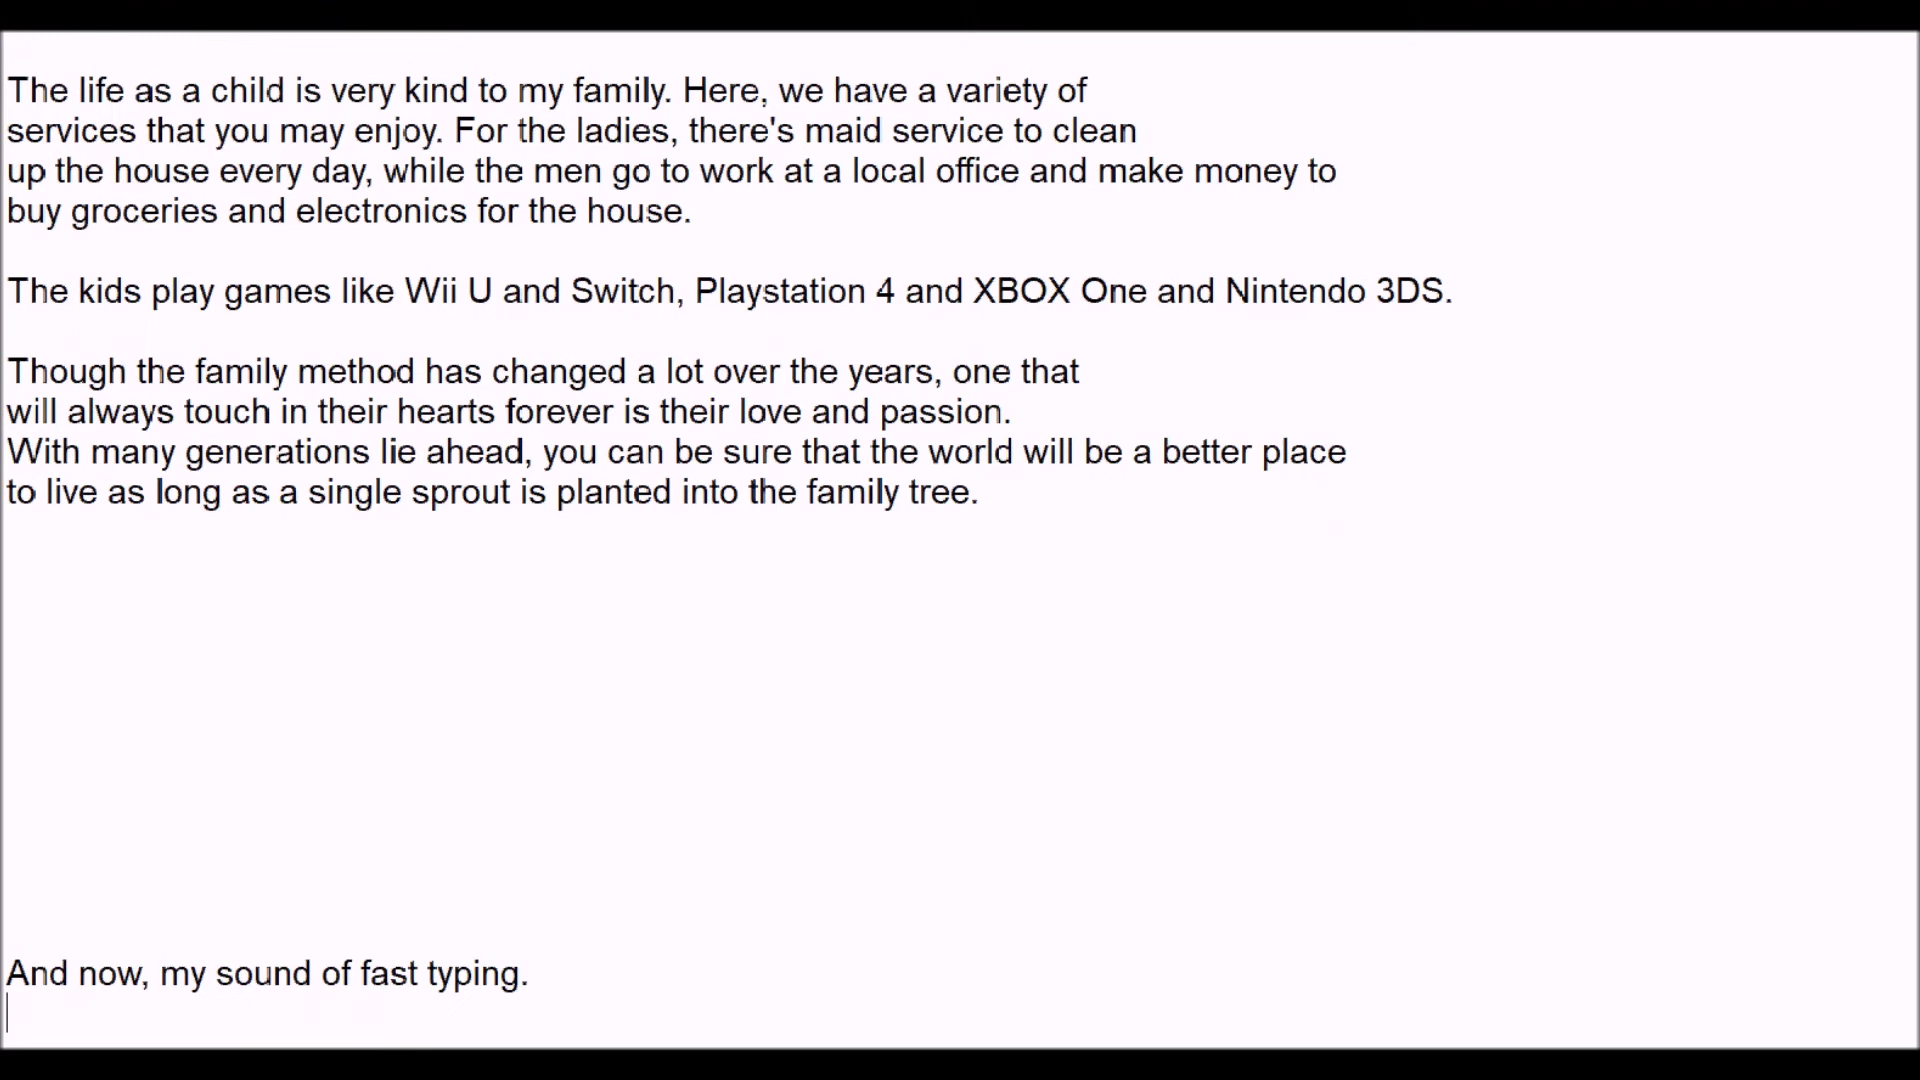 The life as a child is very kind to my family. Here, we have a variety of
services that you may enjoy. For the ladies, there's maid service to clean
up the house every day, while the men go to work at a local office and make money to
buy groceries and electronics for the house.
The kids play games like Wii U and Switch, Playstation 4 and XBOX One and Nintendo 3DS.
Though the family method has changed a lot over the years, one that
will always touch in their hearts forever is their love and passion.
With many generations lie ahead, you can be sure that the world will be a better place
to live as long as a single sprout is planted into the family tree.
And now, my sound of fast typing.